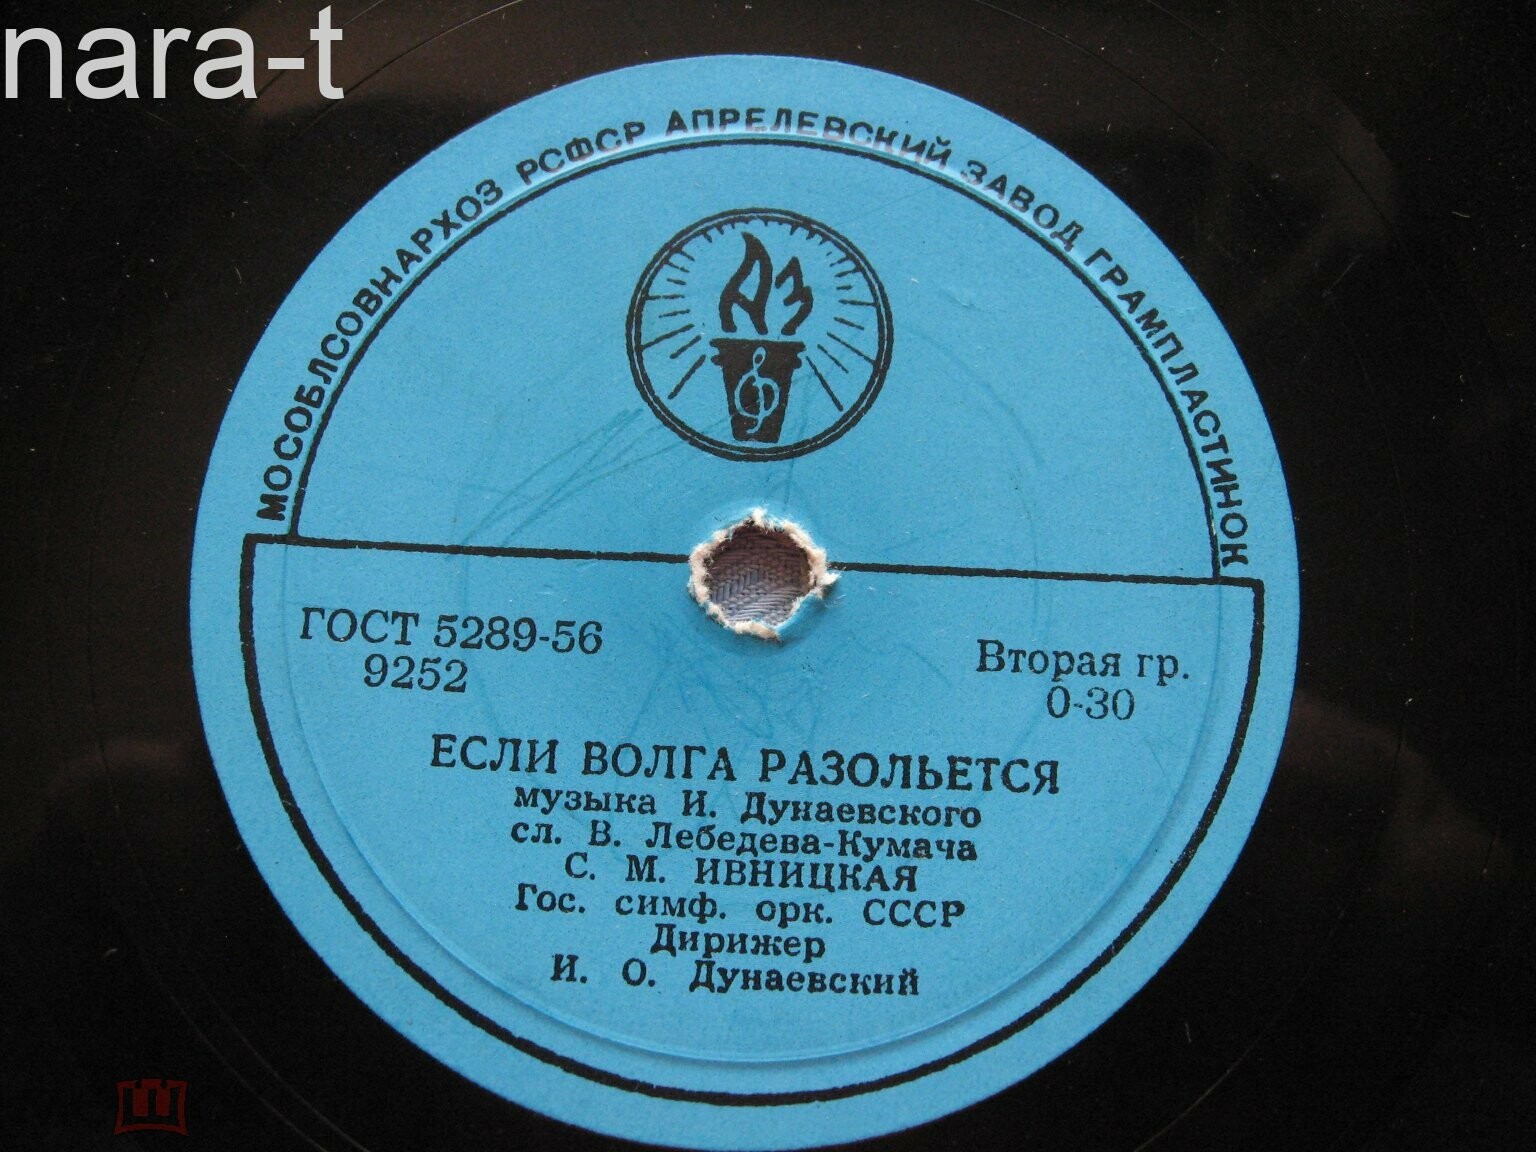 nara-t
МОСОБЛСОВНАРХОЗ РСФСР АПРЕЛЕВСКИЙ ЗАВОД ГРАМПЛАСТИНОК
АЗ
ГОСТ 5289-56
9252
Вторая гр.
0-30
ЕСЛИ ВОЛГА РАЗОЛЬЕТСЯ
музыка И. Дунаевского
сл. В. Лебедева-Кумача
С. М. ИВНИЦКАЯ
Гос. симф. орк. СССР
Дирижер
И. О. Дунаевский